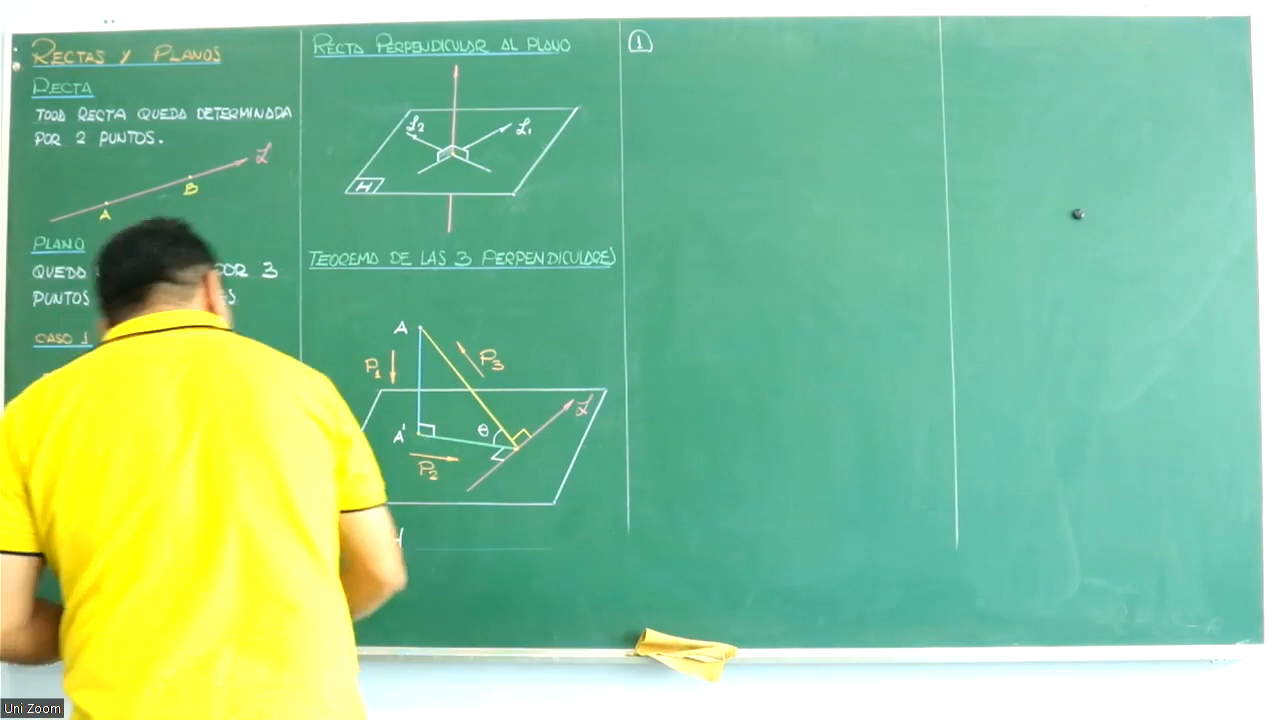 RECTAS Y PLANOS
RECTA
TODA RECTA QUEDA DETERMINADA
POR 2 PUNTOS.
L
B
A
PLANO
QUEDA POR 3
PUNTOS
CASO 1
RECTA PERPENDICULAR AL PLANO
L2
L1
H
TEOREMA DE LAS 3 PERPENDICULARES
A
P1
P3
L
A'
θ
P2
1
Uni Zoom